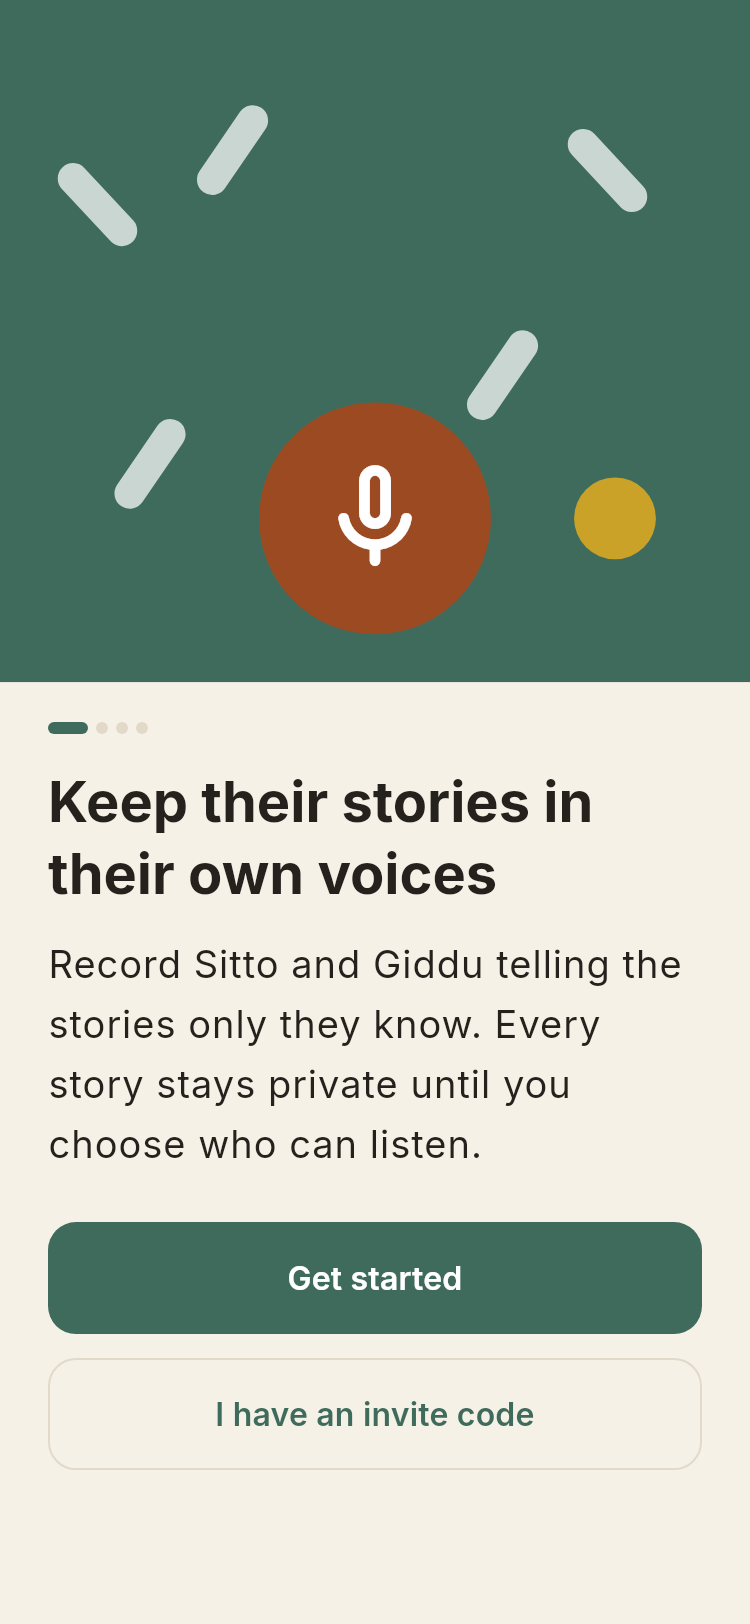 Keep their stories in
their own voices
Record Sitto and Giddu telling the
stories only they know. Every
story stays private until you
choose who can listen.
Get started
I have an invite code